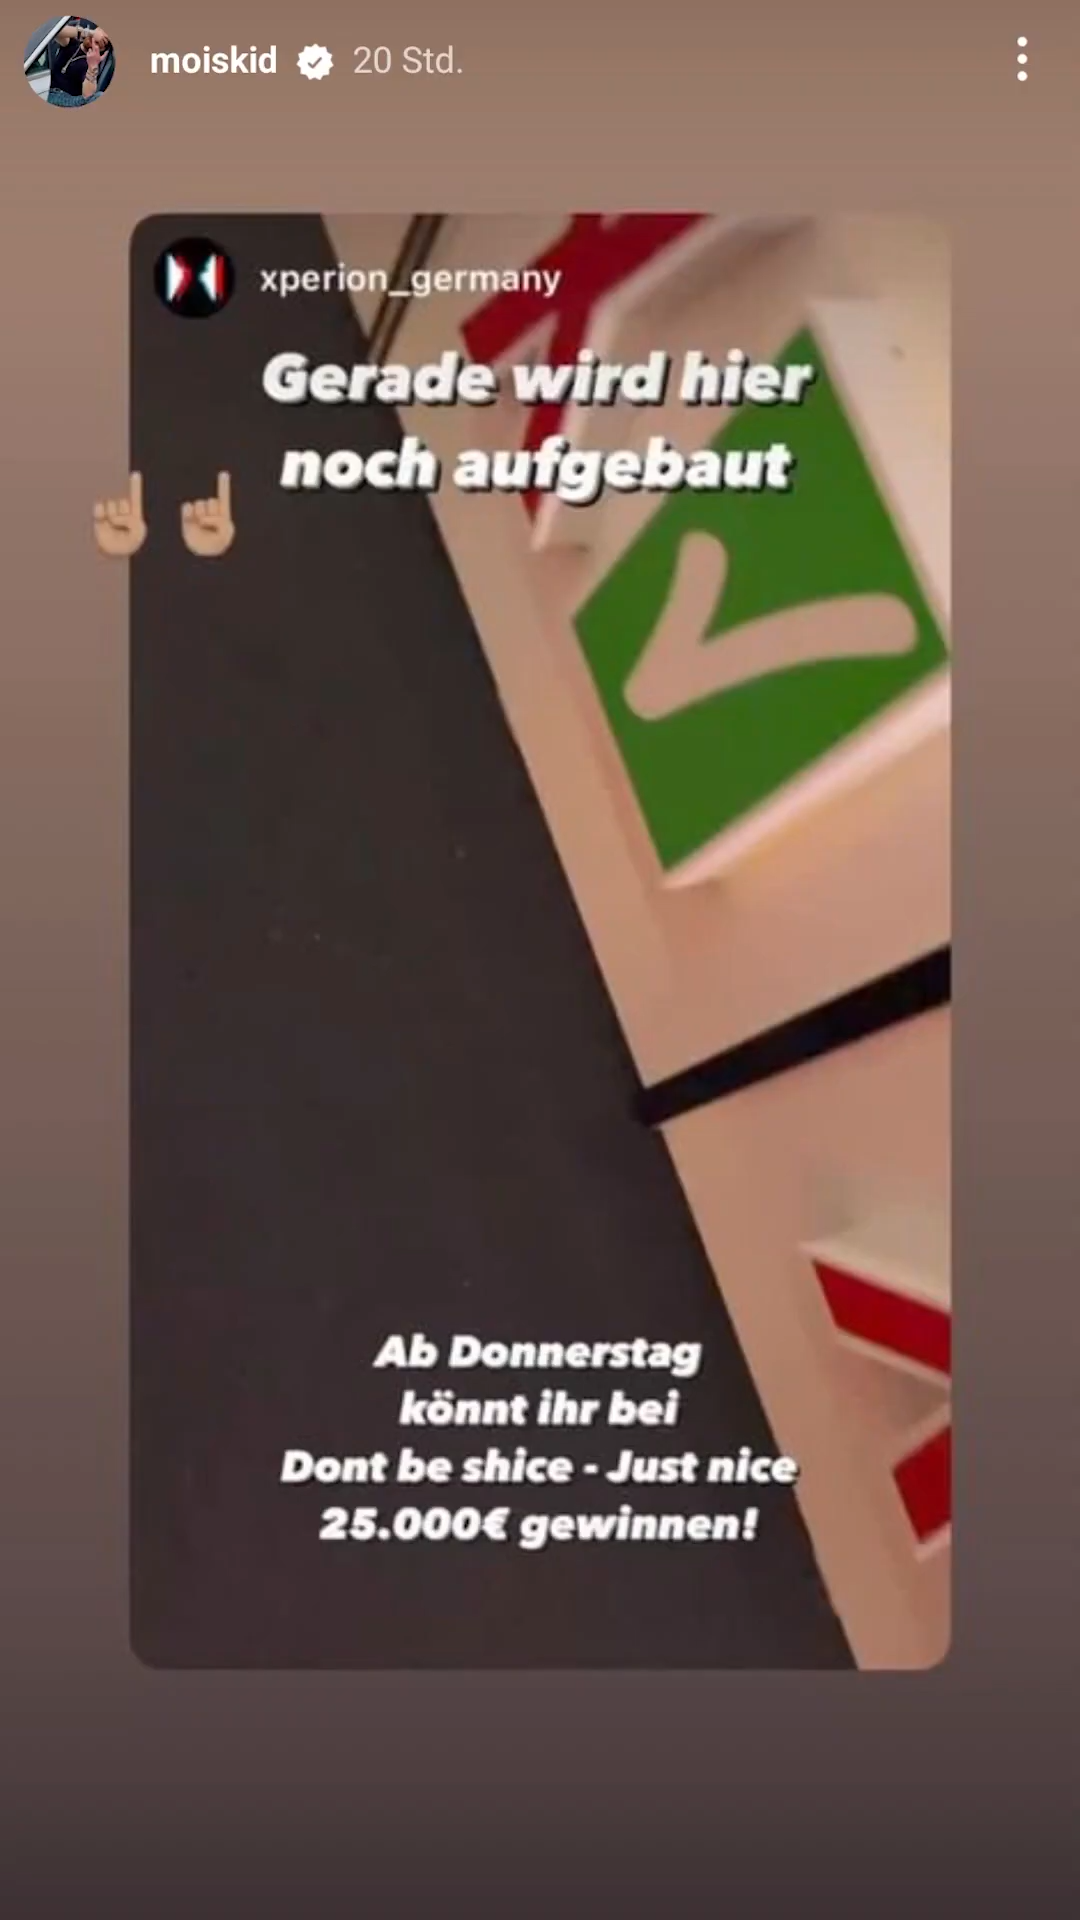 moiskid 20 Std.
xperion_germany
Gerade wird hier
noch aufgebaut
Ab Donnerstag
könnt ihr bei
Dont be shice - Just nice
25.000€ gewinnen!